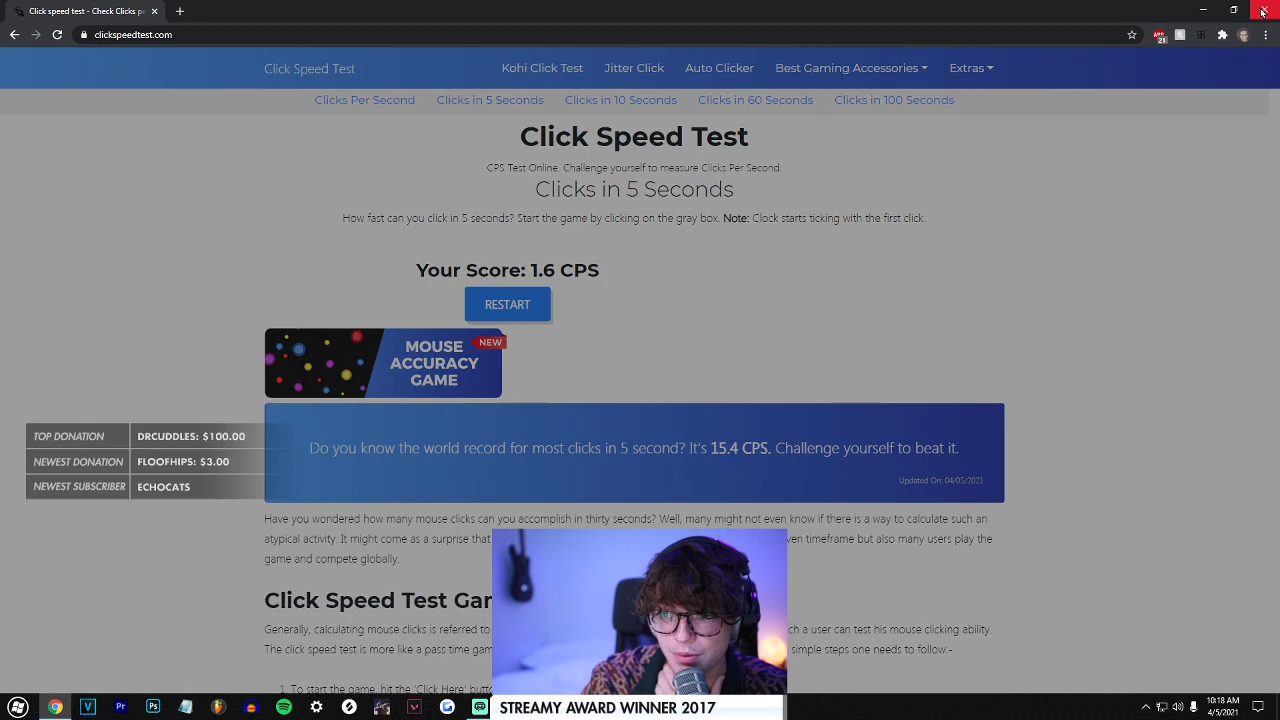 Click Speed Test - Check Clicks pe
clickspeedtest.com
21
Click Speed Test
Kohi Click Test
Jitter Click
Auto Clicker
Best Gaming Accessories
Extras
Clicks Per Second
Clicks in 5 Seconds
Clicks in 10 Seconds
Clicks in 60 Seconds
Clicks in 100 Seconds
Click Speed Test
CPS Test Online. Challenge yourself to measure Clicks Per Second.
Clicks in 5 Seconds
How fast can you click in 5 seconds? Start the game by clicking on the gray box. Note: Clock starts ticking with the first click.
Your Score: 1.6 CPS
RESTART
MOUSE
ACCURACY
GAME
NEW
TOP DONATION DRCUDDLES: $100.00
NEWEST DONATION FLOOFHIPS: $3.00
NEWEST SUBSCRIBER ECHOCATS
Do you know the world record for most clicks in 5 second? It's 15.4 CPS. Challenge yourself to beat it.
Updated On: 04/05/2021
Have you wondered how many mouse clicks can you accomplish in thirty seconds? Well, many might not even know if there is a way to calculate such an
atypical activity. It might come as a surprise that ven timeframe but also many users play the
game and compete globally.
Click Speed Test Gar
Generally, calculating mouse clicks is referred to ch a user can test his mouse clicking ability.
The click speed test is more like a pass time gam simple steps one needs to follow:-
1. To start the game, hit the 'Click Here' butto
STREAMY AWARD WINNER 2017
10:18 AM
4/5/2021